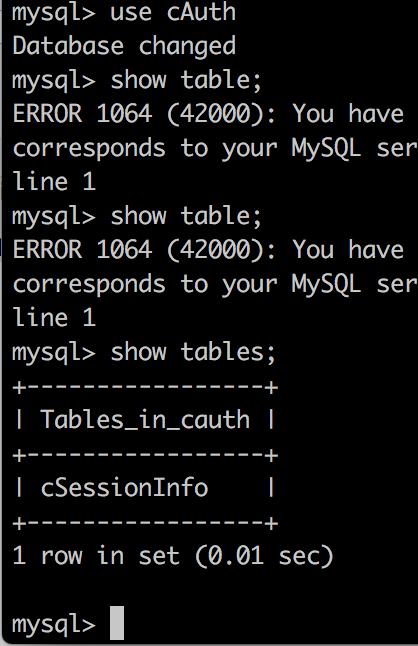 mysql> use cAuth
Database changed
mysql> show table;
ERROR 1064 (42000): You have
corresponds to your MySQL ser
line 1
mysql> show table;
ERROR 1064 (42000): You have
corresponds to your MySQL ser
line 1
mysql> show tables;
+-----------------+
| Tables_in_cauth |
+-----------------+
| cSessionInfo    |
+-----------------+
1 row in set (0.01 sec)
mysql>